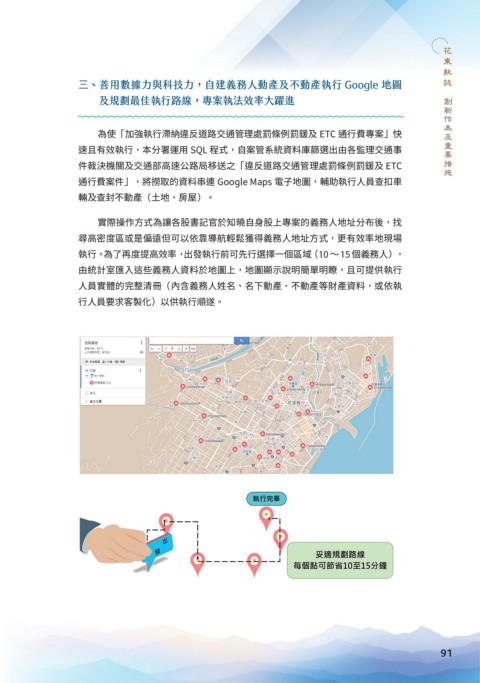 花東執誌　創新作為及重要措施
三、善用數據力與科技力，自建義務人動產及不動產執行 Google 地圖
及規劃最佳執行路線，專案執法效率大躍進
為使「加強執行滯納違反道路交通管理處罰條例罰鍰及 ETC 通行費專案」快
速且有效執行，本分署運用 SQL 程式，自案管系統資料庫篩選出由各監理交通事
件裁決機關及交通部高速公路局移送之「違反道路交通管理處罰條例罰鍰及 ETC
通行費案件」，將撈取的資料串連 Google Maps 電子地圖，輔助執行人員查扣車
輛及查封不動產（土地、房屋）。
實際操作方式為讓各股書記官於知曉自身股上專案的義務人地址分布後，找
尋高密度區或是偏遠但可以依靠導航輕鬆獲得義務人地址方式，更有效率地現場
執行。為了再度提高效率，出發執行前可先行選擇一個區域（10 ～ 15 個義務人），
由統計室匯入這些義務人資料於地圖上，地圖顯示說明簡單明瞭，且可提供執行
人員實體的完整清冊（內含義務人姓名、名下動產、不動產等財產資料，或依執
行人員要求客製化）以供執行順遂。
執行完畢
出發
妥適規劃路線
每個點可節省10至15分鐘
91